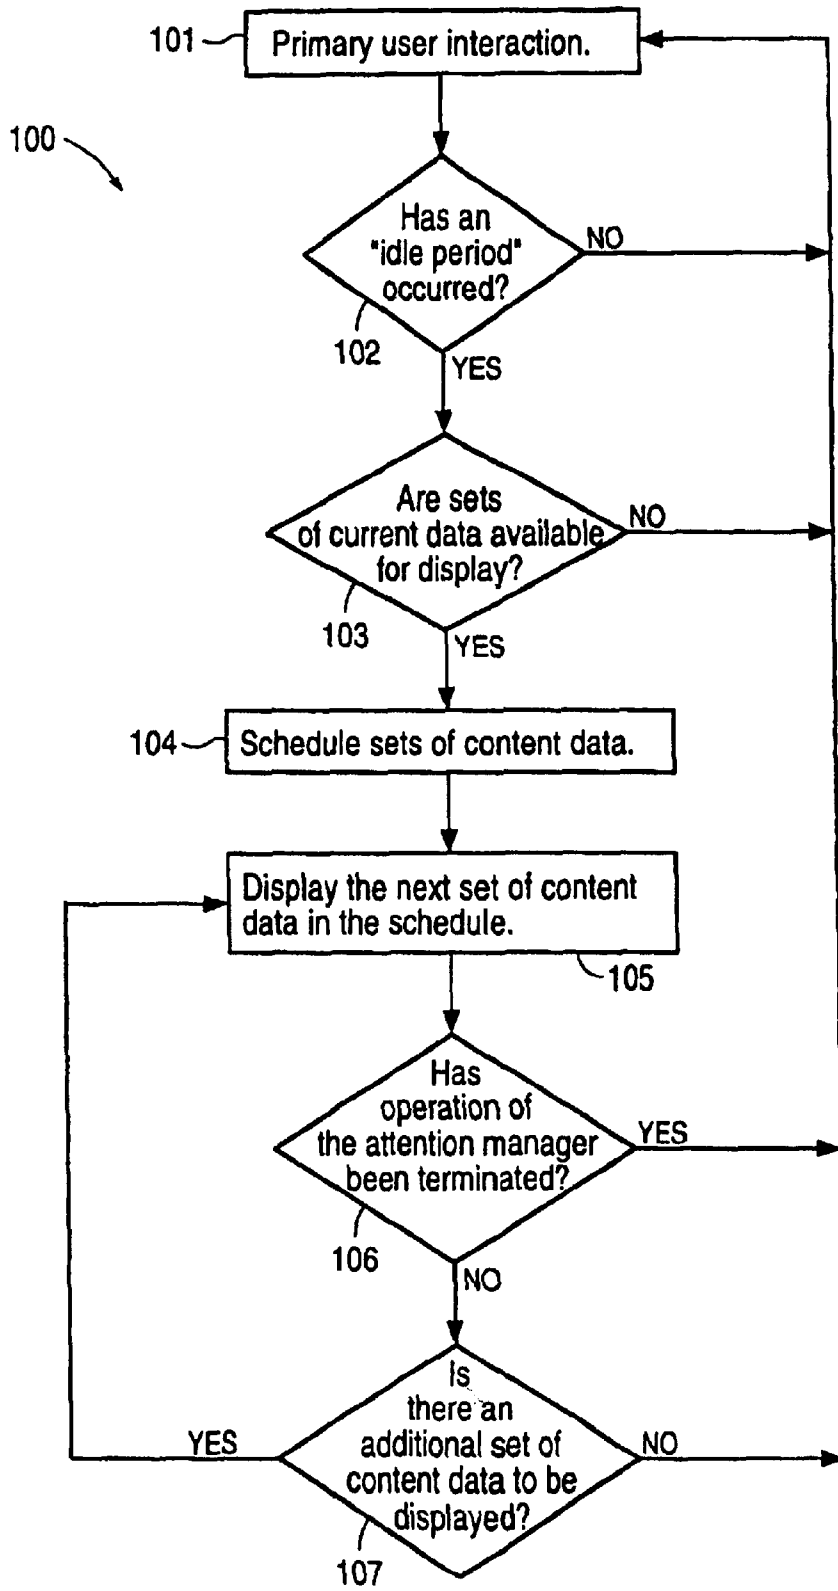 101
Primary user interaction.
100
Has an
"idle period"
occurred?
NO
102
YES
Are sets
of current data available
for display?
NO
103
YES
104
Schedule sets of content data.
Display the next set of content
data in the schedule.
105
Has
operation of
the attention manager
been terminated?
YES
106
NO
Is
there an
additional set of
content data to be
displayed?
YES
NO
107